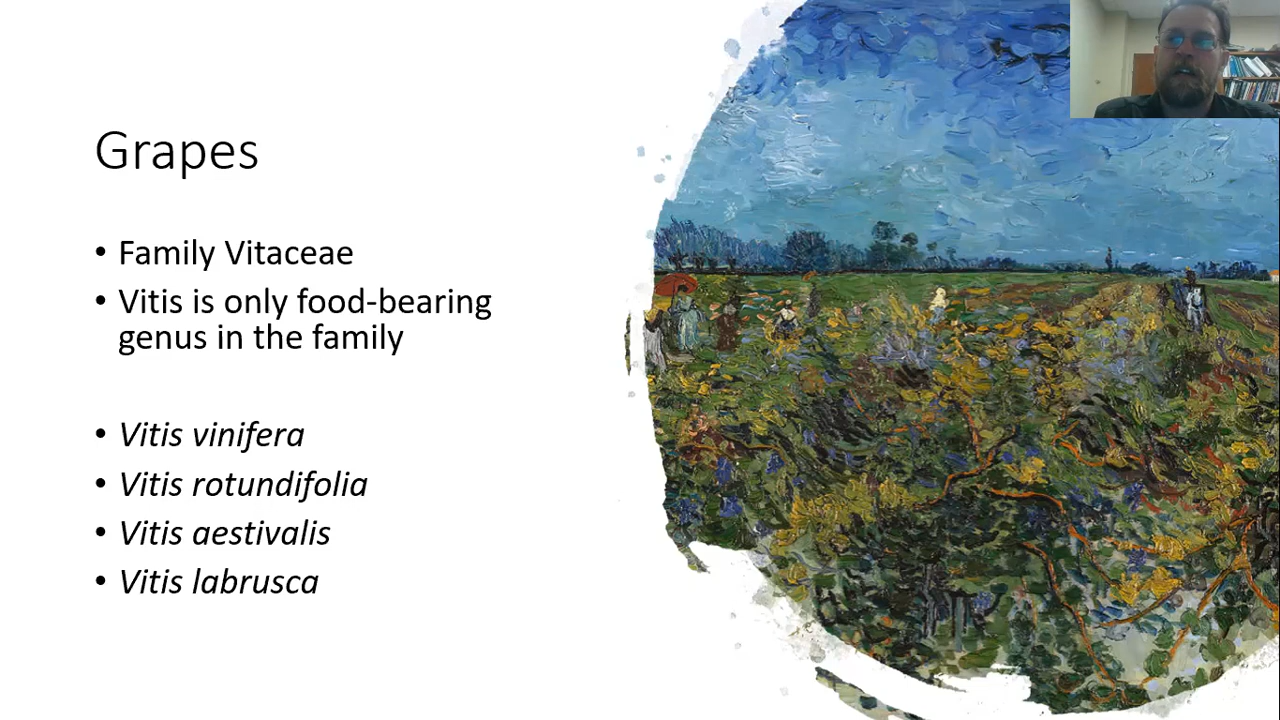 Grapes
• Family Vitaceae
• Vitis is only food-bearing
genus in the family
• Vitis vinifera
• Vitis rotundifolia
• Vitis aestivalis
• Vitis labrusca